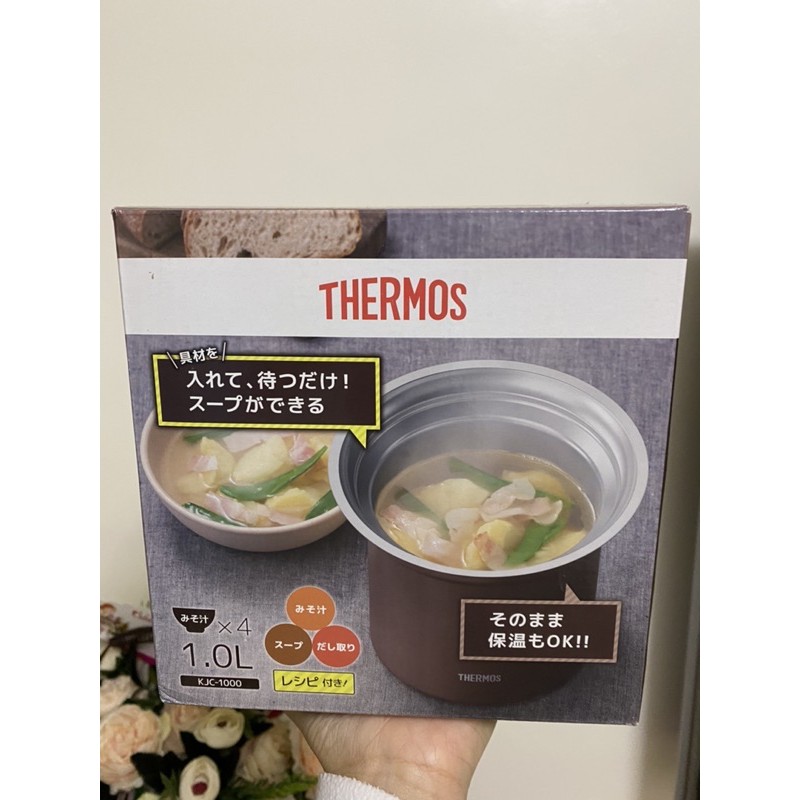 THERMOS
具材を
入れて、待つだけ!
スープができる
みそ汁 ×4
1.0L
KJC-1000
みそ汁
スープ
だし取り
レシピ付き!
そのまま
保温もOK!!
THERMOS